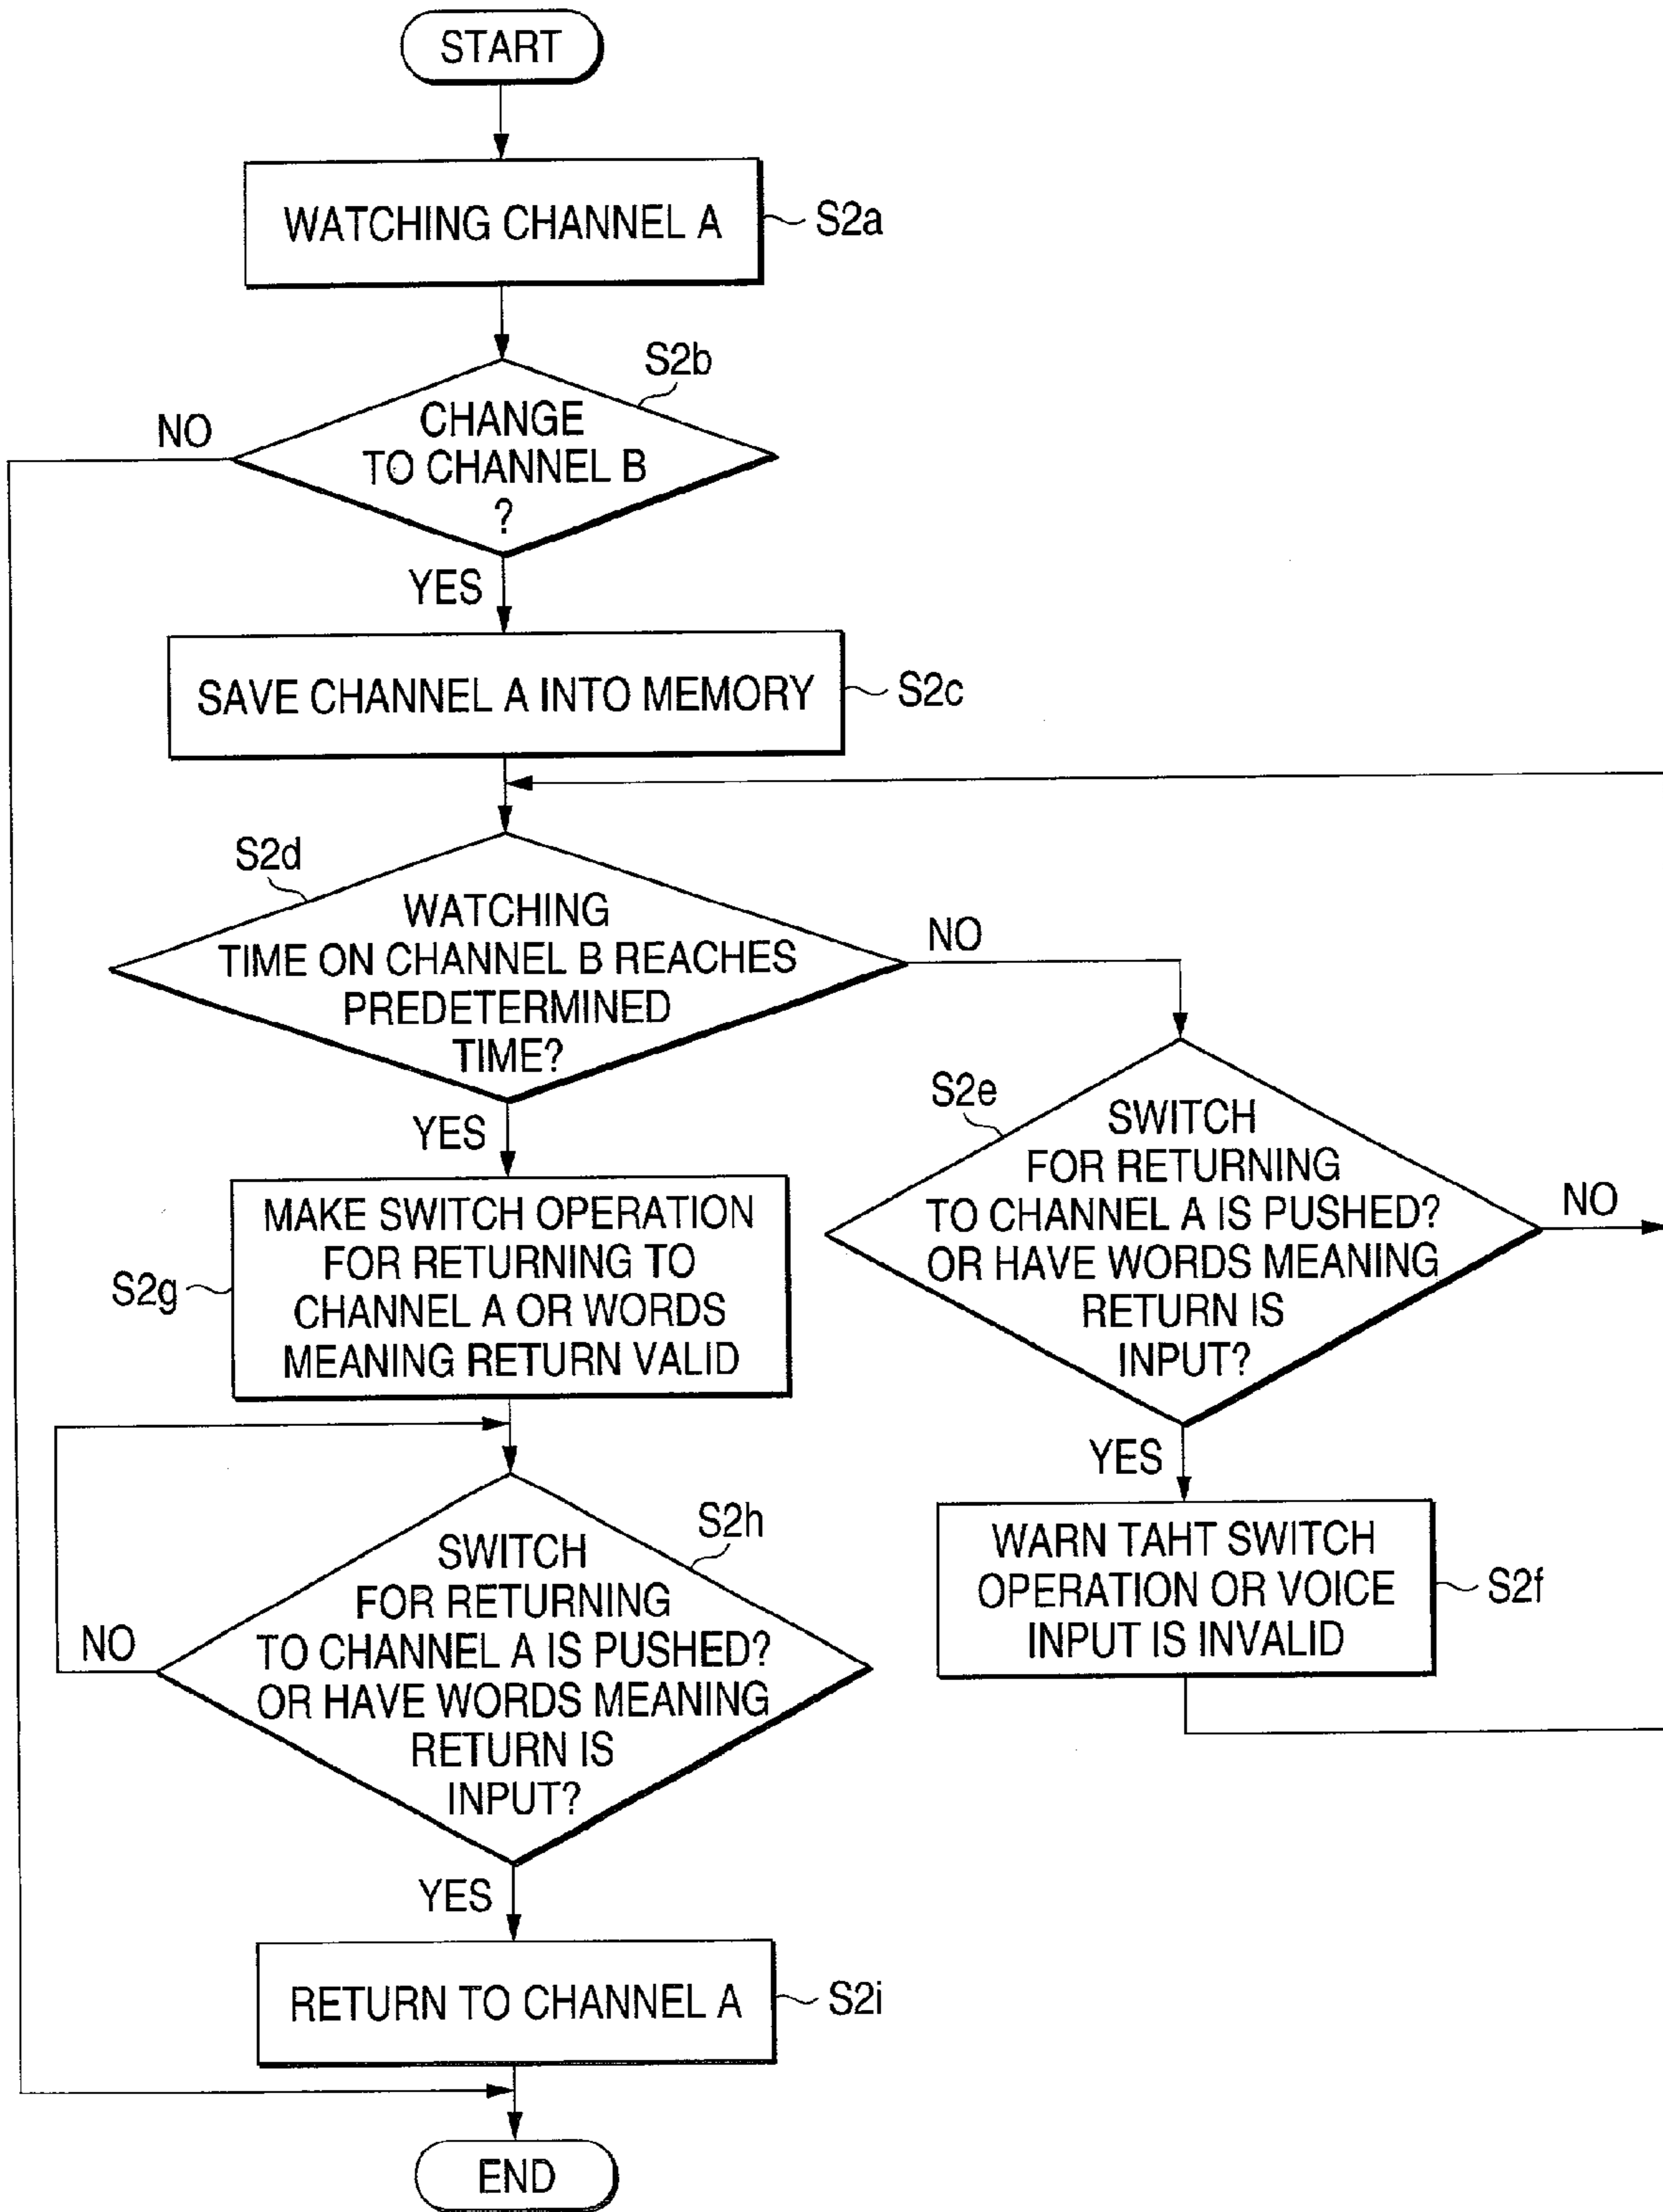 START
WATCHING CHANNEL A
S2a
S2b
CHANGE
TO CHANNEL B
?
NO
YES
SAVE CHANNEL A INTO MEMORY
S2c
S2d
WATCHING
TIME ON CHANNEL B REACHES
PREDETERMINED
TIME?
NO
YES
S2e
SWITCH
FOR RETURNING
TO CHANNEL A IS PUSHED?
OR HAVE WORDS MEANING
RETURN IS
INPUT?
NO
YES
WARN TAHT SWITCH
OPERATION OR VOICE
INPUT IS INVALID
S2f
MAKE SWITCH OPERATION
FOR RETURNING TO
CHANNEL A OR WORDS
MEANING RETURN VALID
S2g
S2h
SWITCH
FOR RETURNING
TO CHANNEL A IS PUSHED?
OR HAVE WORDS MEANING
RETURN IS
INPUT?
NO
YES
RETURN TO CHANNEL A
S2i
END